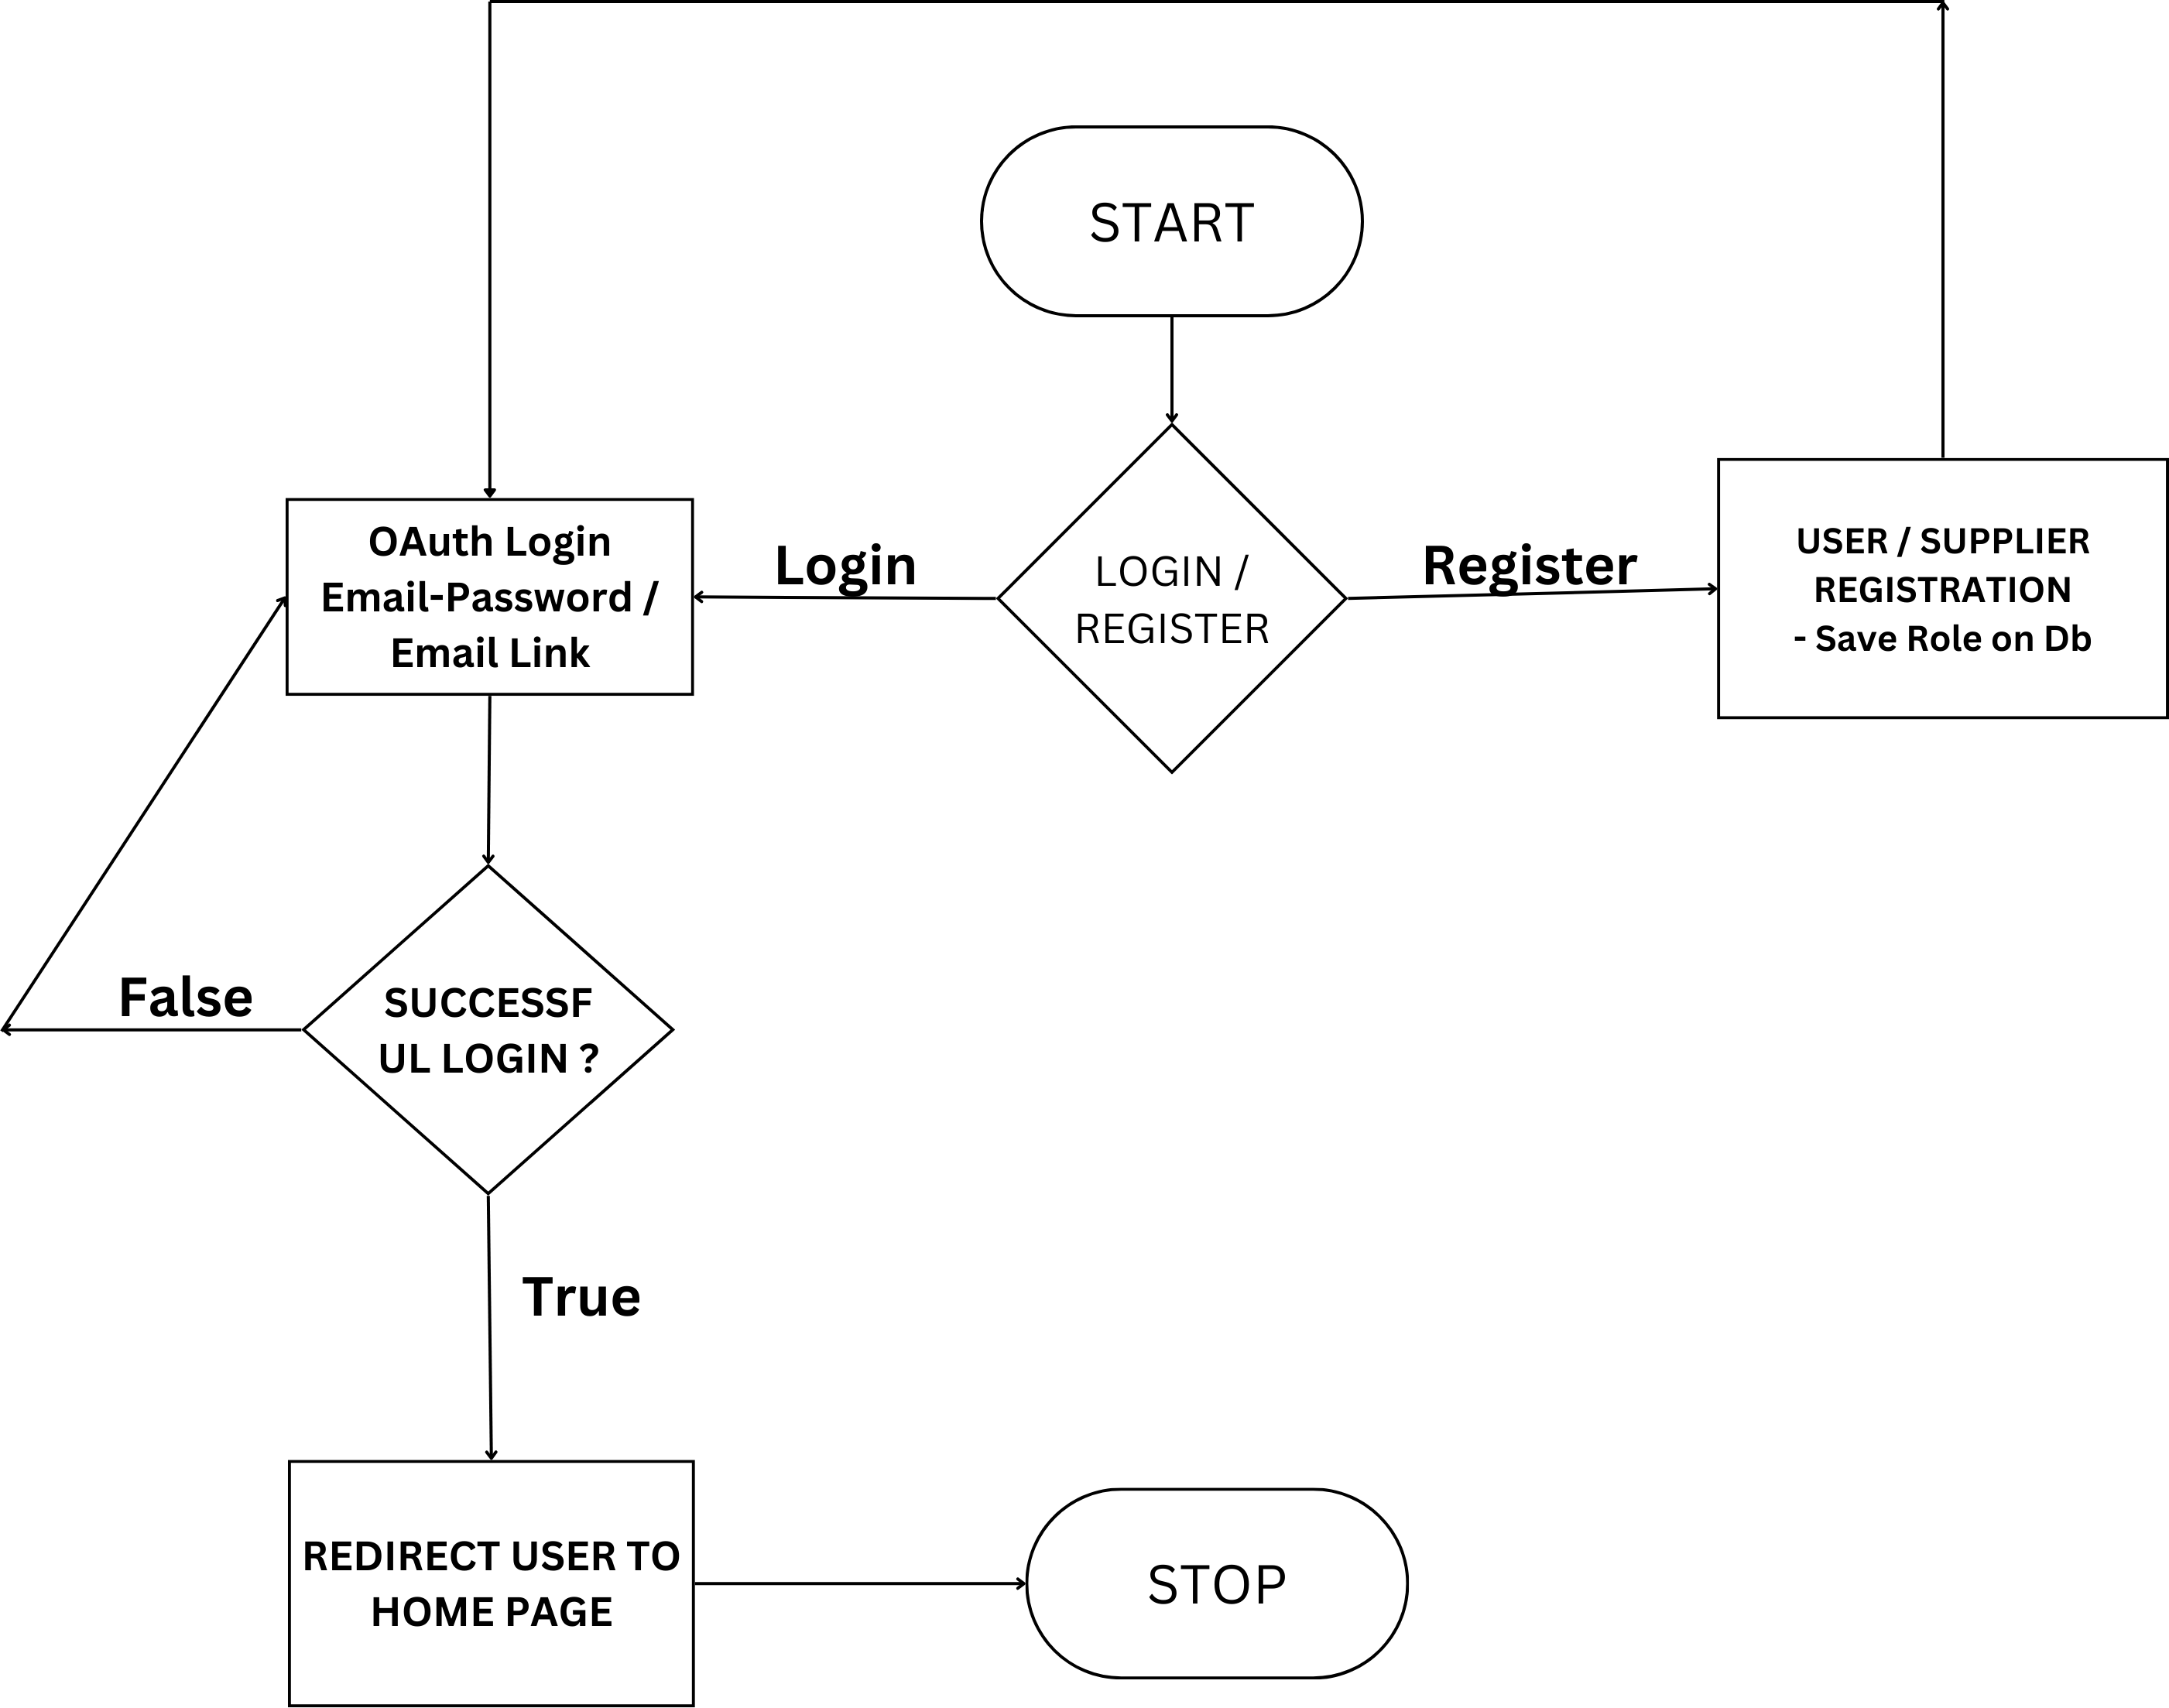 START
OAuth Login
Email-Password /
Email Link
Login
LOGIN /
REGISTER
Register
USER / SUPPLIER
REGISTRATION
- Save Role on Db
False
SUCCESSF
UL LOGIN ?
True
REDIRECT USER TO
HOME PAGE
STOP